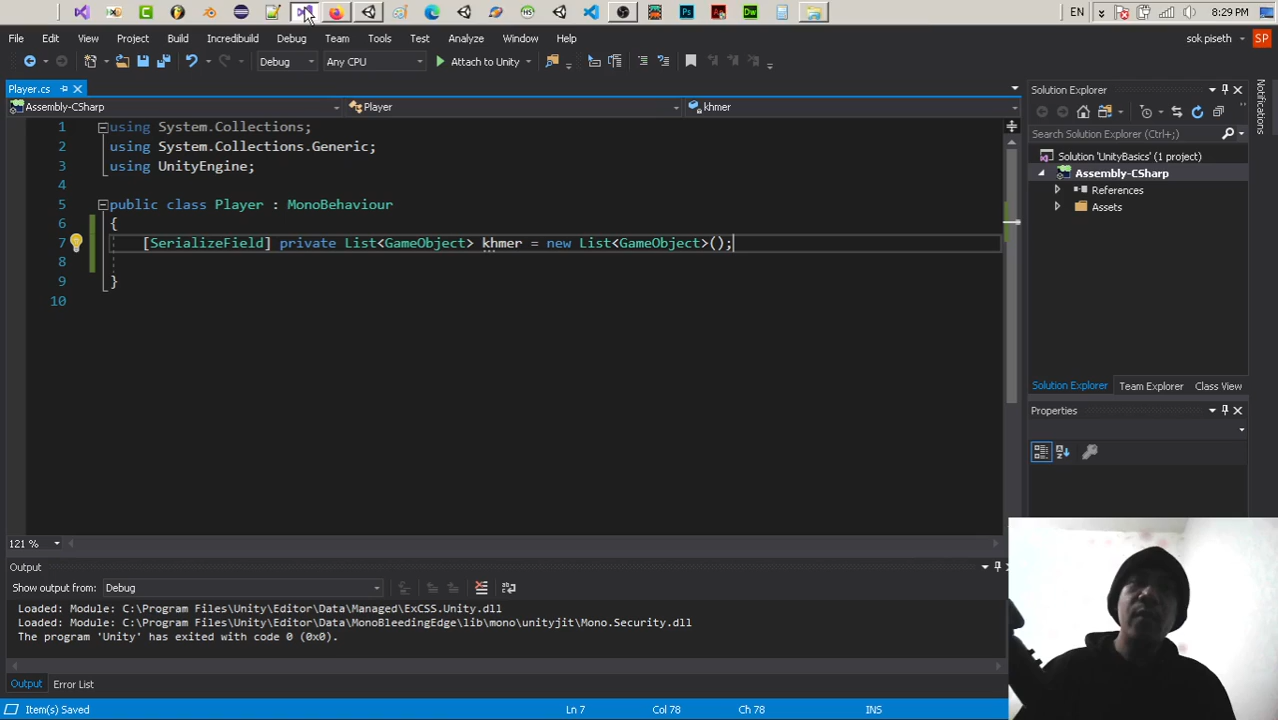 EN
8:29 PM
File Edit View Project Build Incredibuild Debug Team Tools Test Analyze Window Help
sok piseth
SP
Debug Any CPU Attach to Unity
Player.cs
Assembly-CSharp Player khmer
1 using System.Collections;
2 using System.Collections.Generic;
3 using UnityEngine;
4
5 public class Player : MonoBehaviour
6 {
7 [SerializeField] private List<GameObject> khmer = new List<GameObject>();
8
9 }
10
121 %
Output
Show output from: Debug
Loaded: Module: C:\Program Files\Unity\Editor\Data\Managed\ExCSS.Unity.dll
Loaded: Module: C:\Program Files\Unity\Editor\Data\MonoBleedingEdge\lib\mono\unityjit\Mono.Security.dll
The program 'Unity' has exited with code 0 (0x0).
Output Error List
Item(s) Saved Ln 7 Col 78 Ch 78 INS
Solution Explorer
Search Solution Explorer (Ctrl+;)
Solution 'UnityBasics' (1 project)
Assembly-CSharp
References
Assets
Solution Explorer Team Explorer Class View
Properties
Notifications